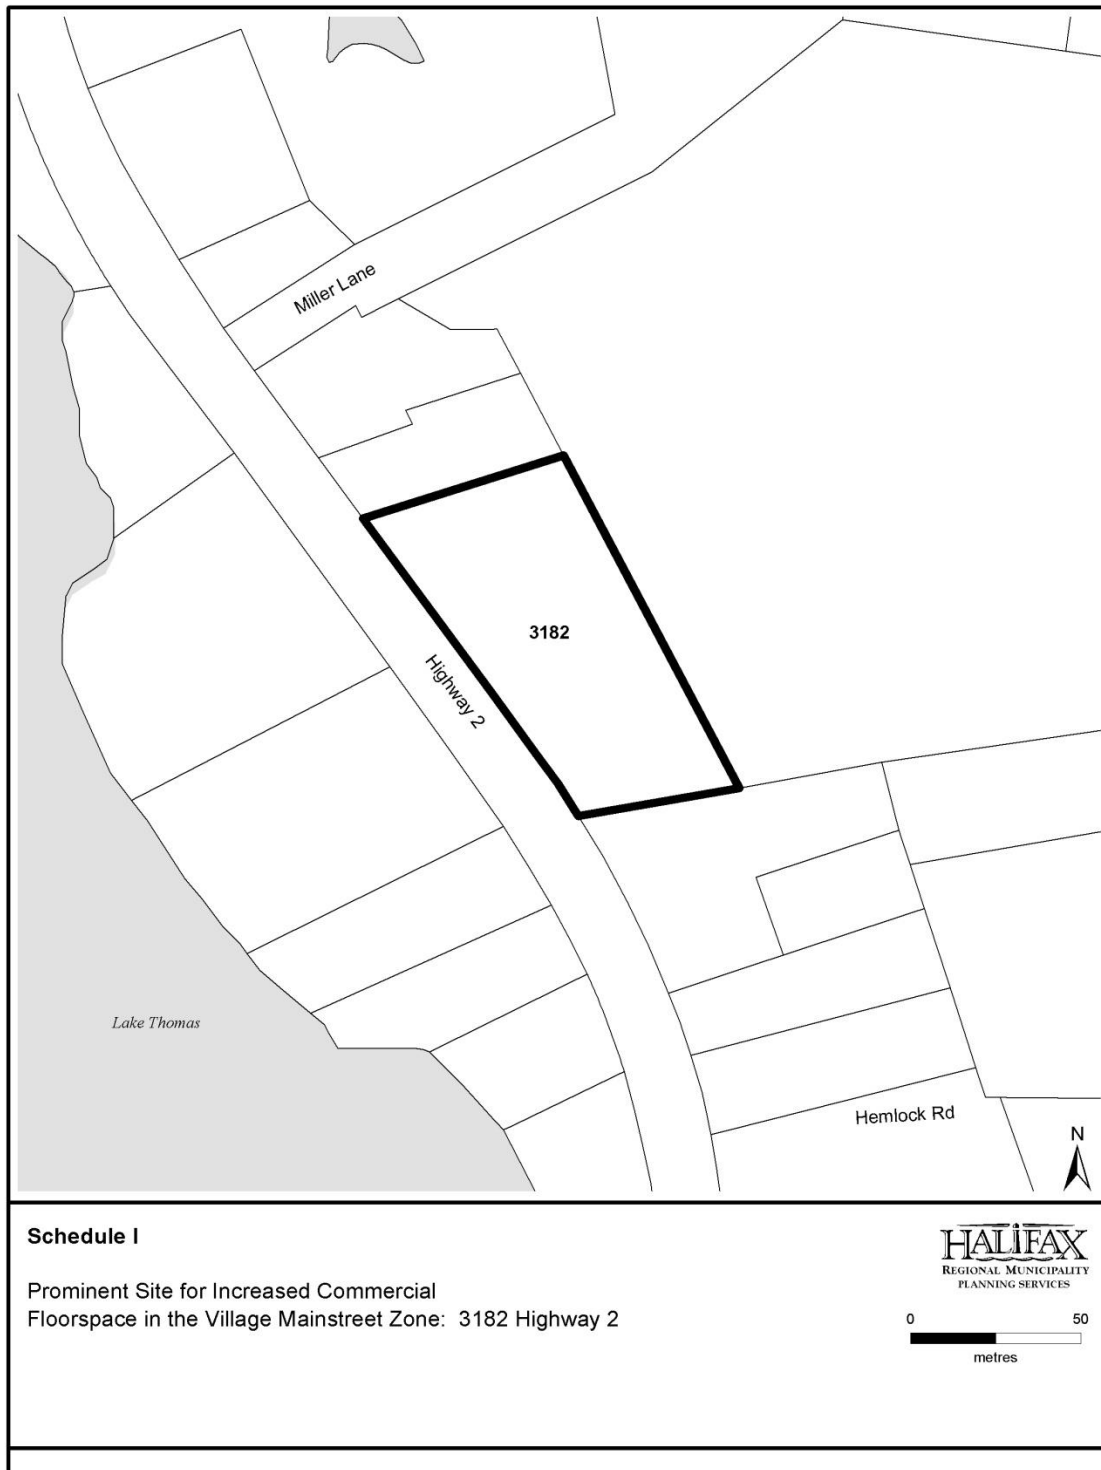 Miller Lane
3182
Highway 2
Lake Thomas
Hemlock Rd
N
Schedule I
Prominent Site for Increased Commercial
Floorspace in the Village Mainstreet Zone: 3182 Highway 2
HALIFAX
REGIONAL MUNICIPALITY
PLANNING SERVICES
0 50
metres